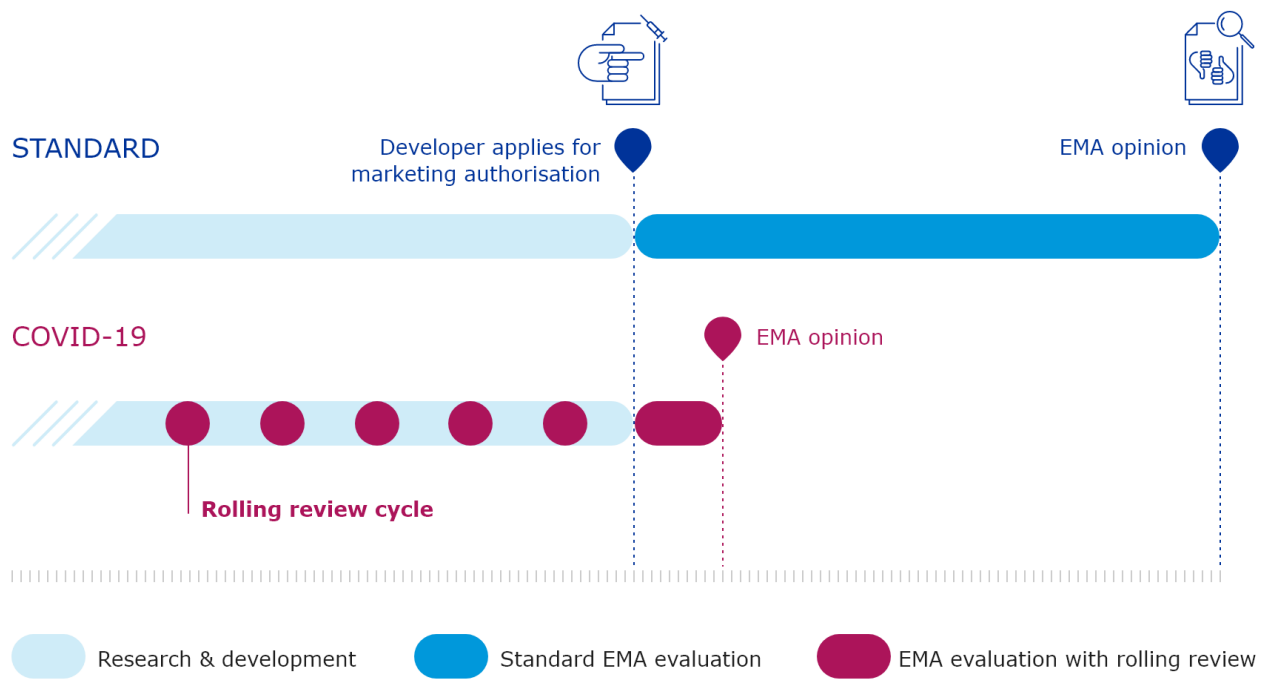 STANDARD
Developer applies for
marketing authorisation
EMA opinion
COVID-19
EMA opinion
Rolling review cycle
Research & development
Standard EMA evaluation
EMA evaluation with rolling review